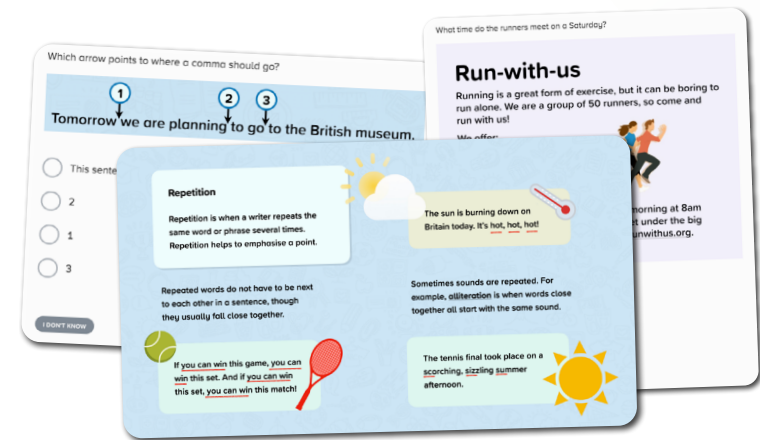 Which arrow points to where a comma should go?
1
2
3
Tomorrow we are planning to go to the British museum.
This sente
2
1
3
I DON'T KNOW
What time do the runners meet on a Saturday?
Run-with-us
Running is a great form of exercise, but it can be boring to
run alone. We are a group of 50 runners, so come and
run with us!
We offer:
morning at 8am
t under the big
unwithus.org.
Repetition
Repetition is when a writer repeats the
same word or phrase several times.
Repetition helps to emphasise a point.
Repeated words do not have to be next
to each other in a sentence, though
they usually fall close together.
If you can win this game, you can
win this set. And if you can win
this set, you can win this match!
The sun is burning down on
Britain today. It's hot, hot, hot!
Sometimes sounds are repeated. For
example, alliteration is when words close
together all start with the same sound.
The tennis final took place on a
scorching, sizzling summer
afternoon.